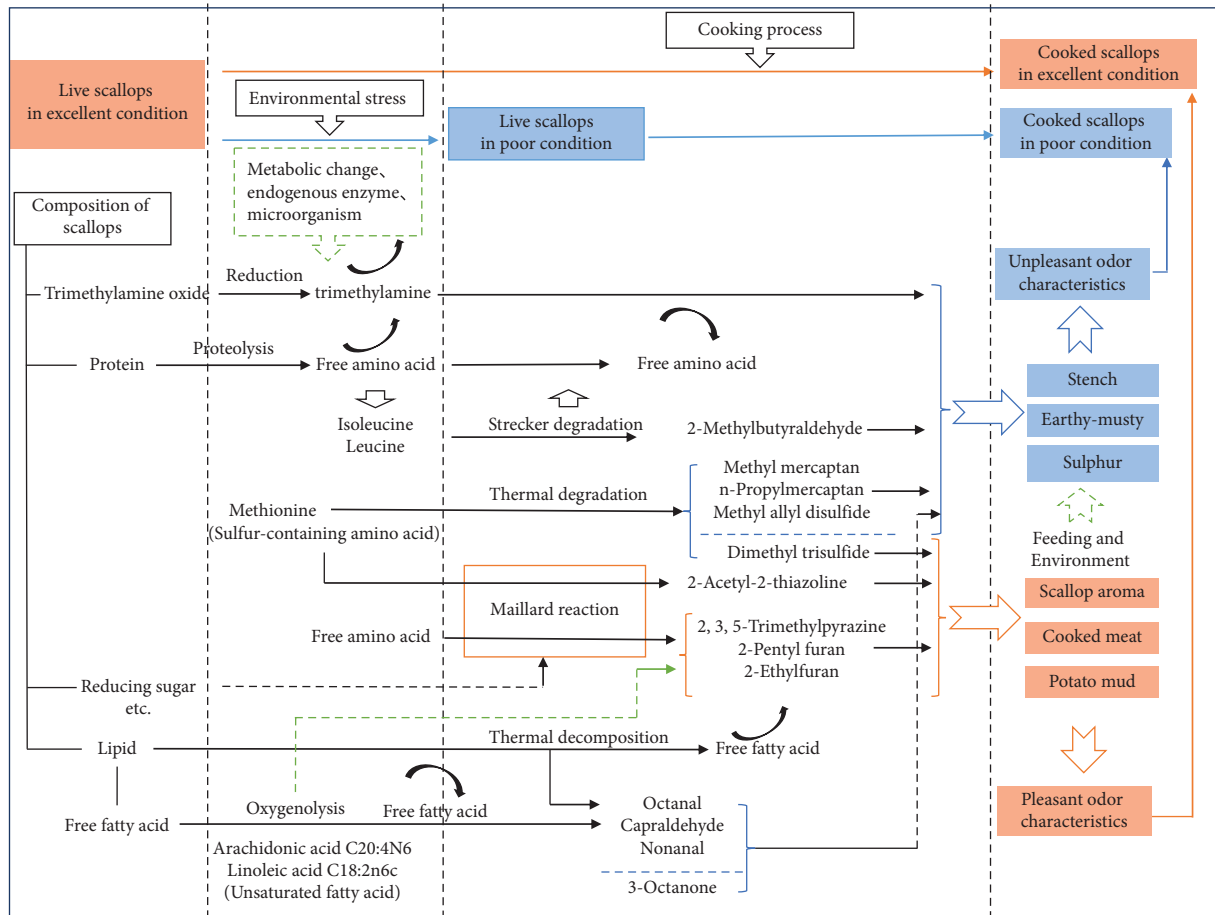 Cooking process
Live scallops
in excellent condition
Cooked scallops
in excellent condition
Environmental stress
Live scallops
in poor condition
Cooked scallops
in poor condition
Metabolic change、
endogenous enzyme、
microorganism
Composition of
scallops
Trimethylamine oxide
Reduction
trimethylamine
Unpleasant odor
characteristics
Protein
Proteolysis
Free amino acid
Free amino acid
Stench
Earthy-musty
Sulphur
Isoleucine
Leucine
Strecker degradation
2-Methylbutyraldehyde
Methionine
(Sulfur-containing amino acid)
Thermal degradation
Methyl mercaptan
n-Propylmercaptan
Methyl allyl disulfide
Dimethyl trisulfide
Feeding and
Environment
2-Acetyl-2-thiazoline
Scallop aroma
Cooked meat
Potato mud
Maillard reaction
Free amino acid
2, 3, 5-Trimethylpyrazine
2-Pentyl furan
2-Ethylfuran
Reducing sugar
etc.
Lipid
Thermal decomposition
Free fatty acid
Free fatty acid
Oxygenolysis
Free fatty acid
Octanal
Capraldehyde
Nonanal
3-Octanone
Pleasant odor
characteristics
Arachidonic acid C20:4N6
Linoleic acid C18:2n6c
(Unsaturated fatty acid)